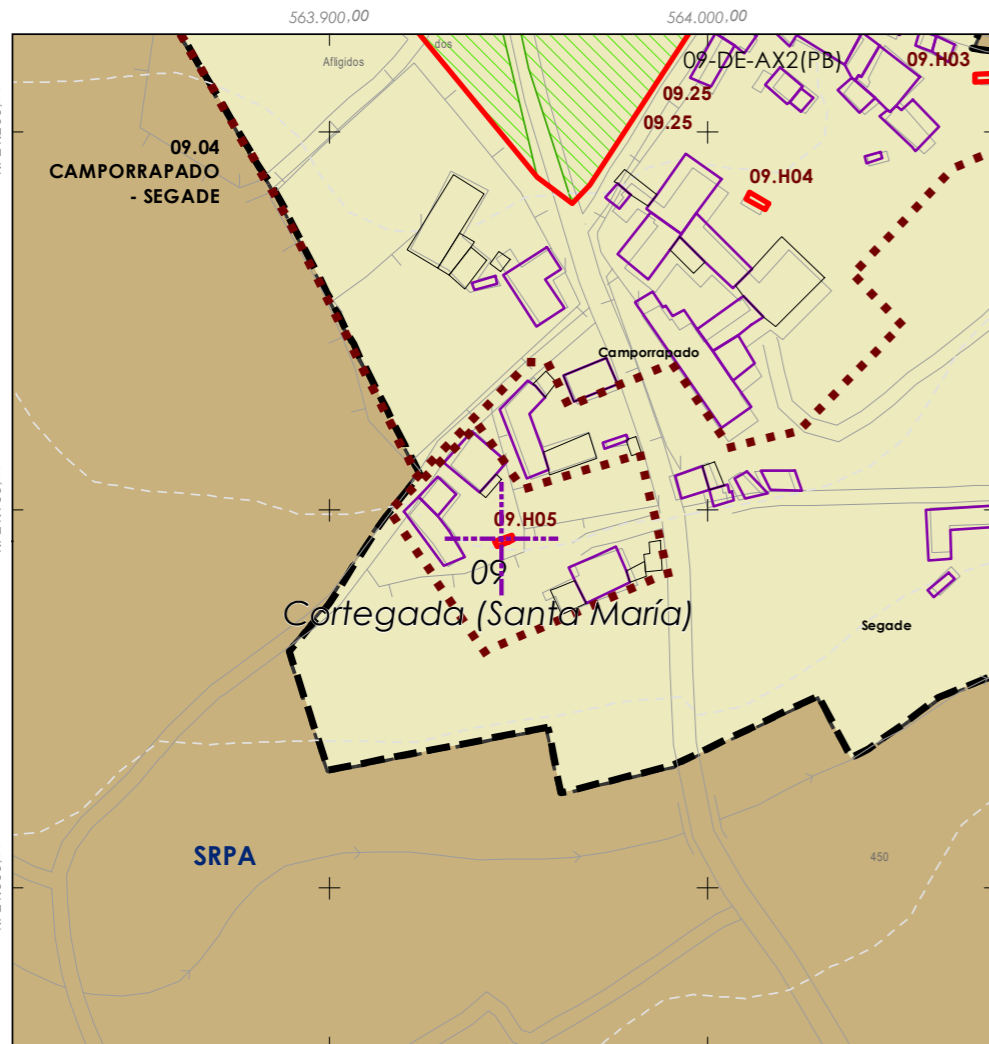 563.900,00
564.000,00
dos
Afligidos
09-DE-AX2(PB)
09.H03
09.25
09.25
09.04
CAMPORRAPADO
- SEGADE
09.H04
Camporrapado
09.H05
09
Cortegada (Santa María)
Segade
SRPA
450